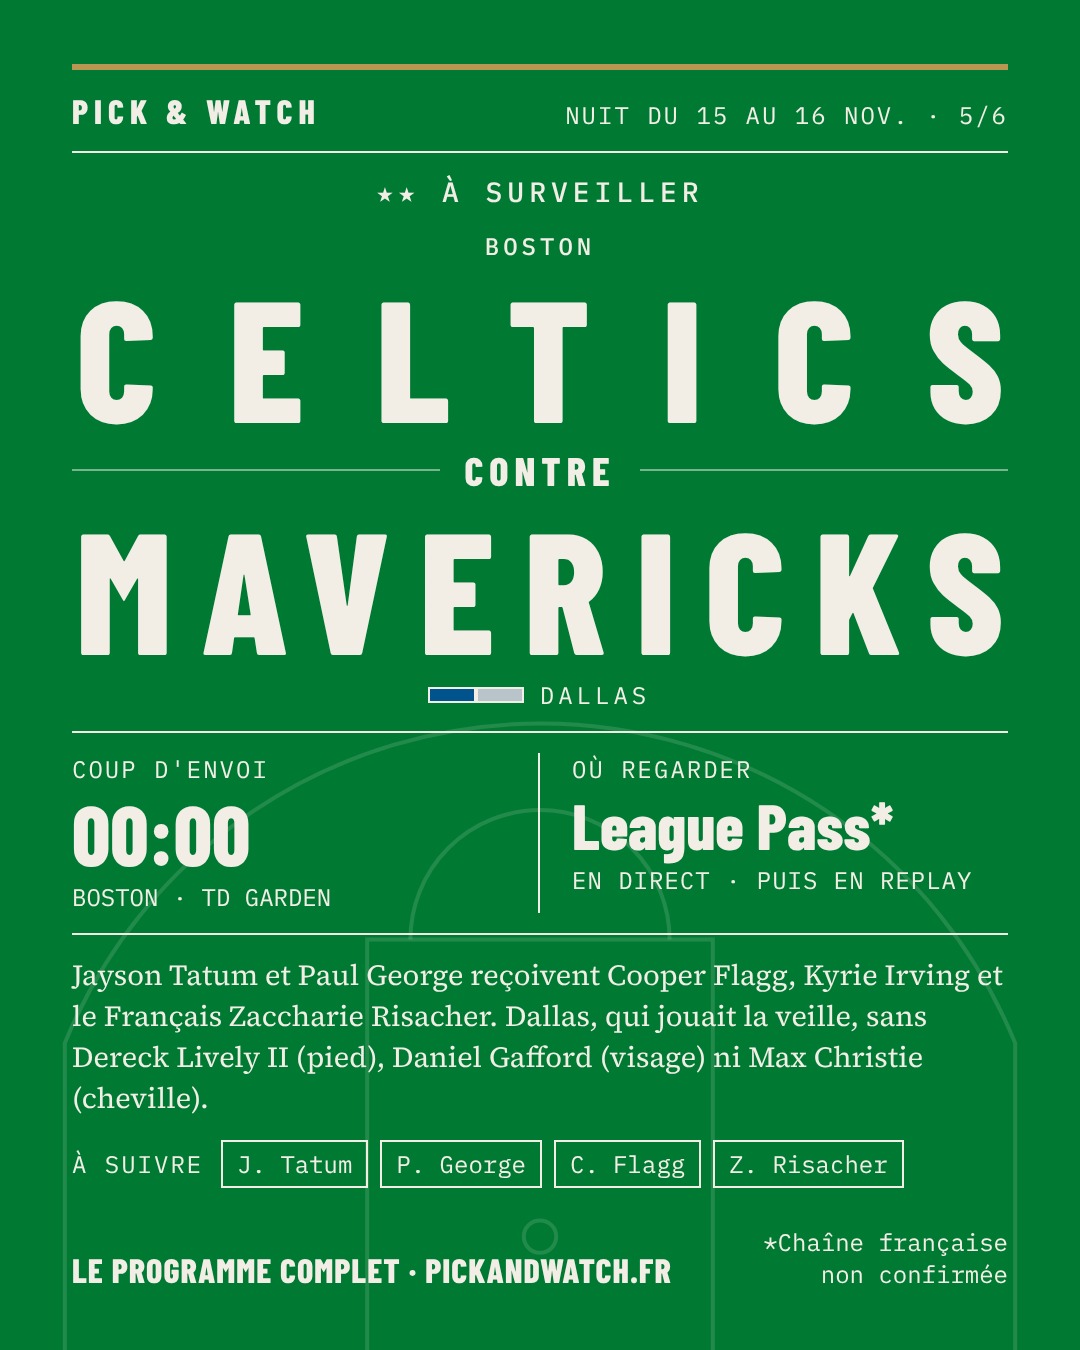 PICK & WATCH
NUIT DU 15 AU 16 NOV. · 5/6
★★ À SURVEILLER
BOSTON
CELTICS
CONTRE
MAVERICKS
DALLAS
COUP D'ENVOI
00:00
BOSTON · TD GARDEN
OÙ REGARDER
League Pass*
EN DIRECT · PUIS EN REPLAY
Jayson Tatum et Paul George reçoivent Cooper Flagg, Kyrie Irving et
le Français Zaccharie Risacher. Dallas, qui jouait la veille, sans
Dereck Lively II (pied), Daniel Gafford (visage) ni Max Christie
(cheville).
À SUIVRE J. Tatum P. George C. Flagg Z. Risacher
LE PROGRAMME COMPLET · PICKANDWATCH.FR
*Chaîne française
non confirmée